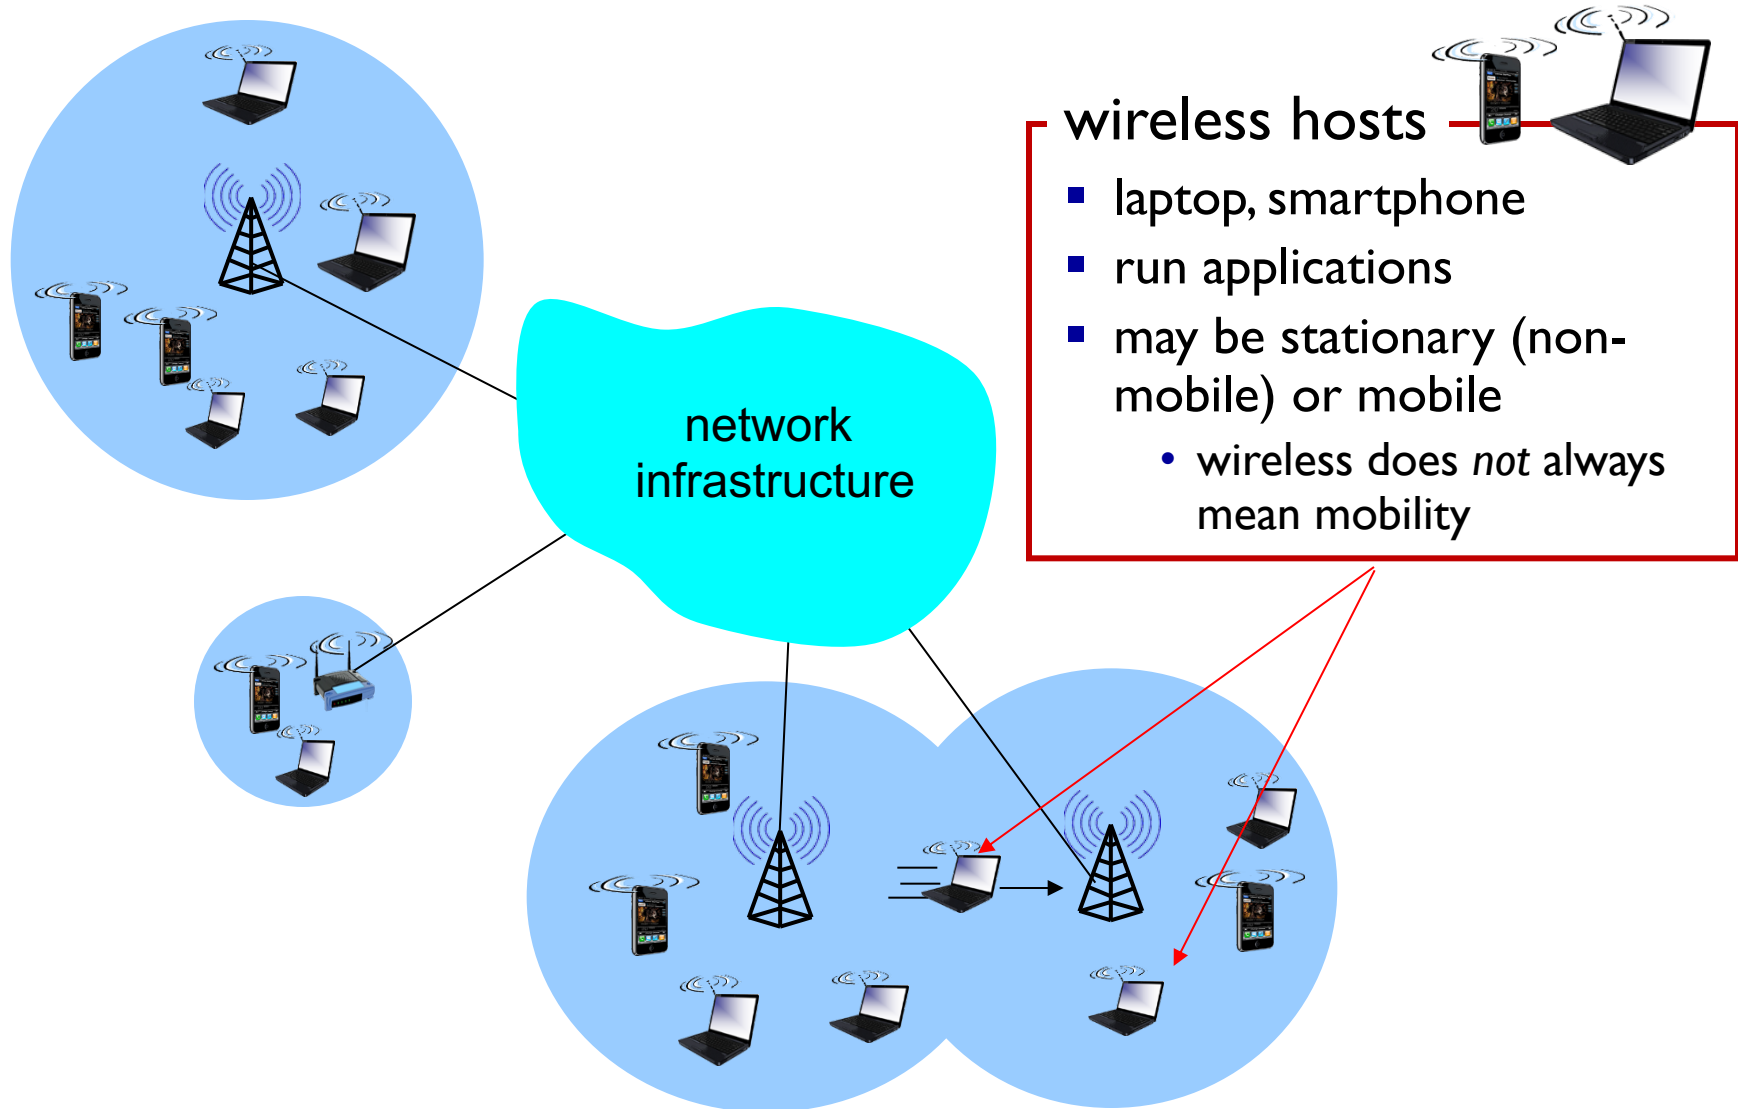 wireless hosts
laptop, smartphone
run applications
may be stationary (non-
mobile) or mobile
wireless does not always
mean mobility
network
infrastructure